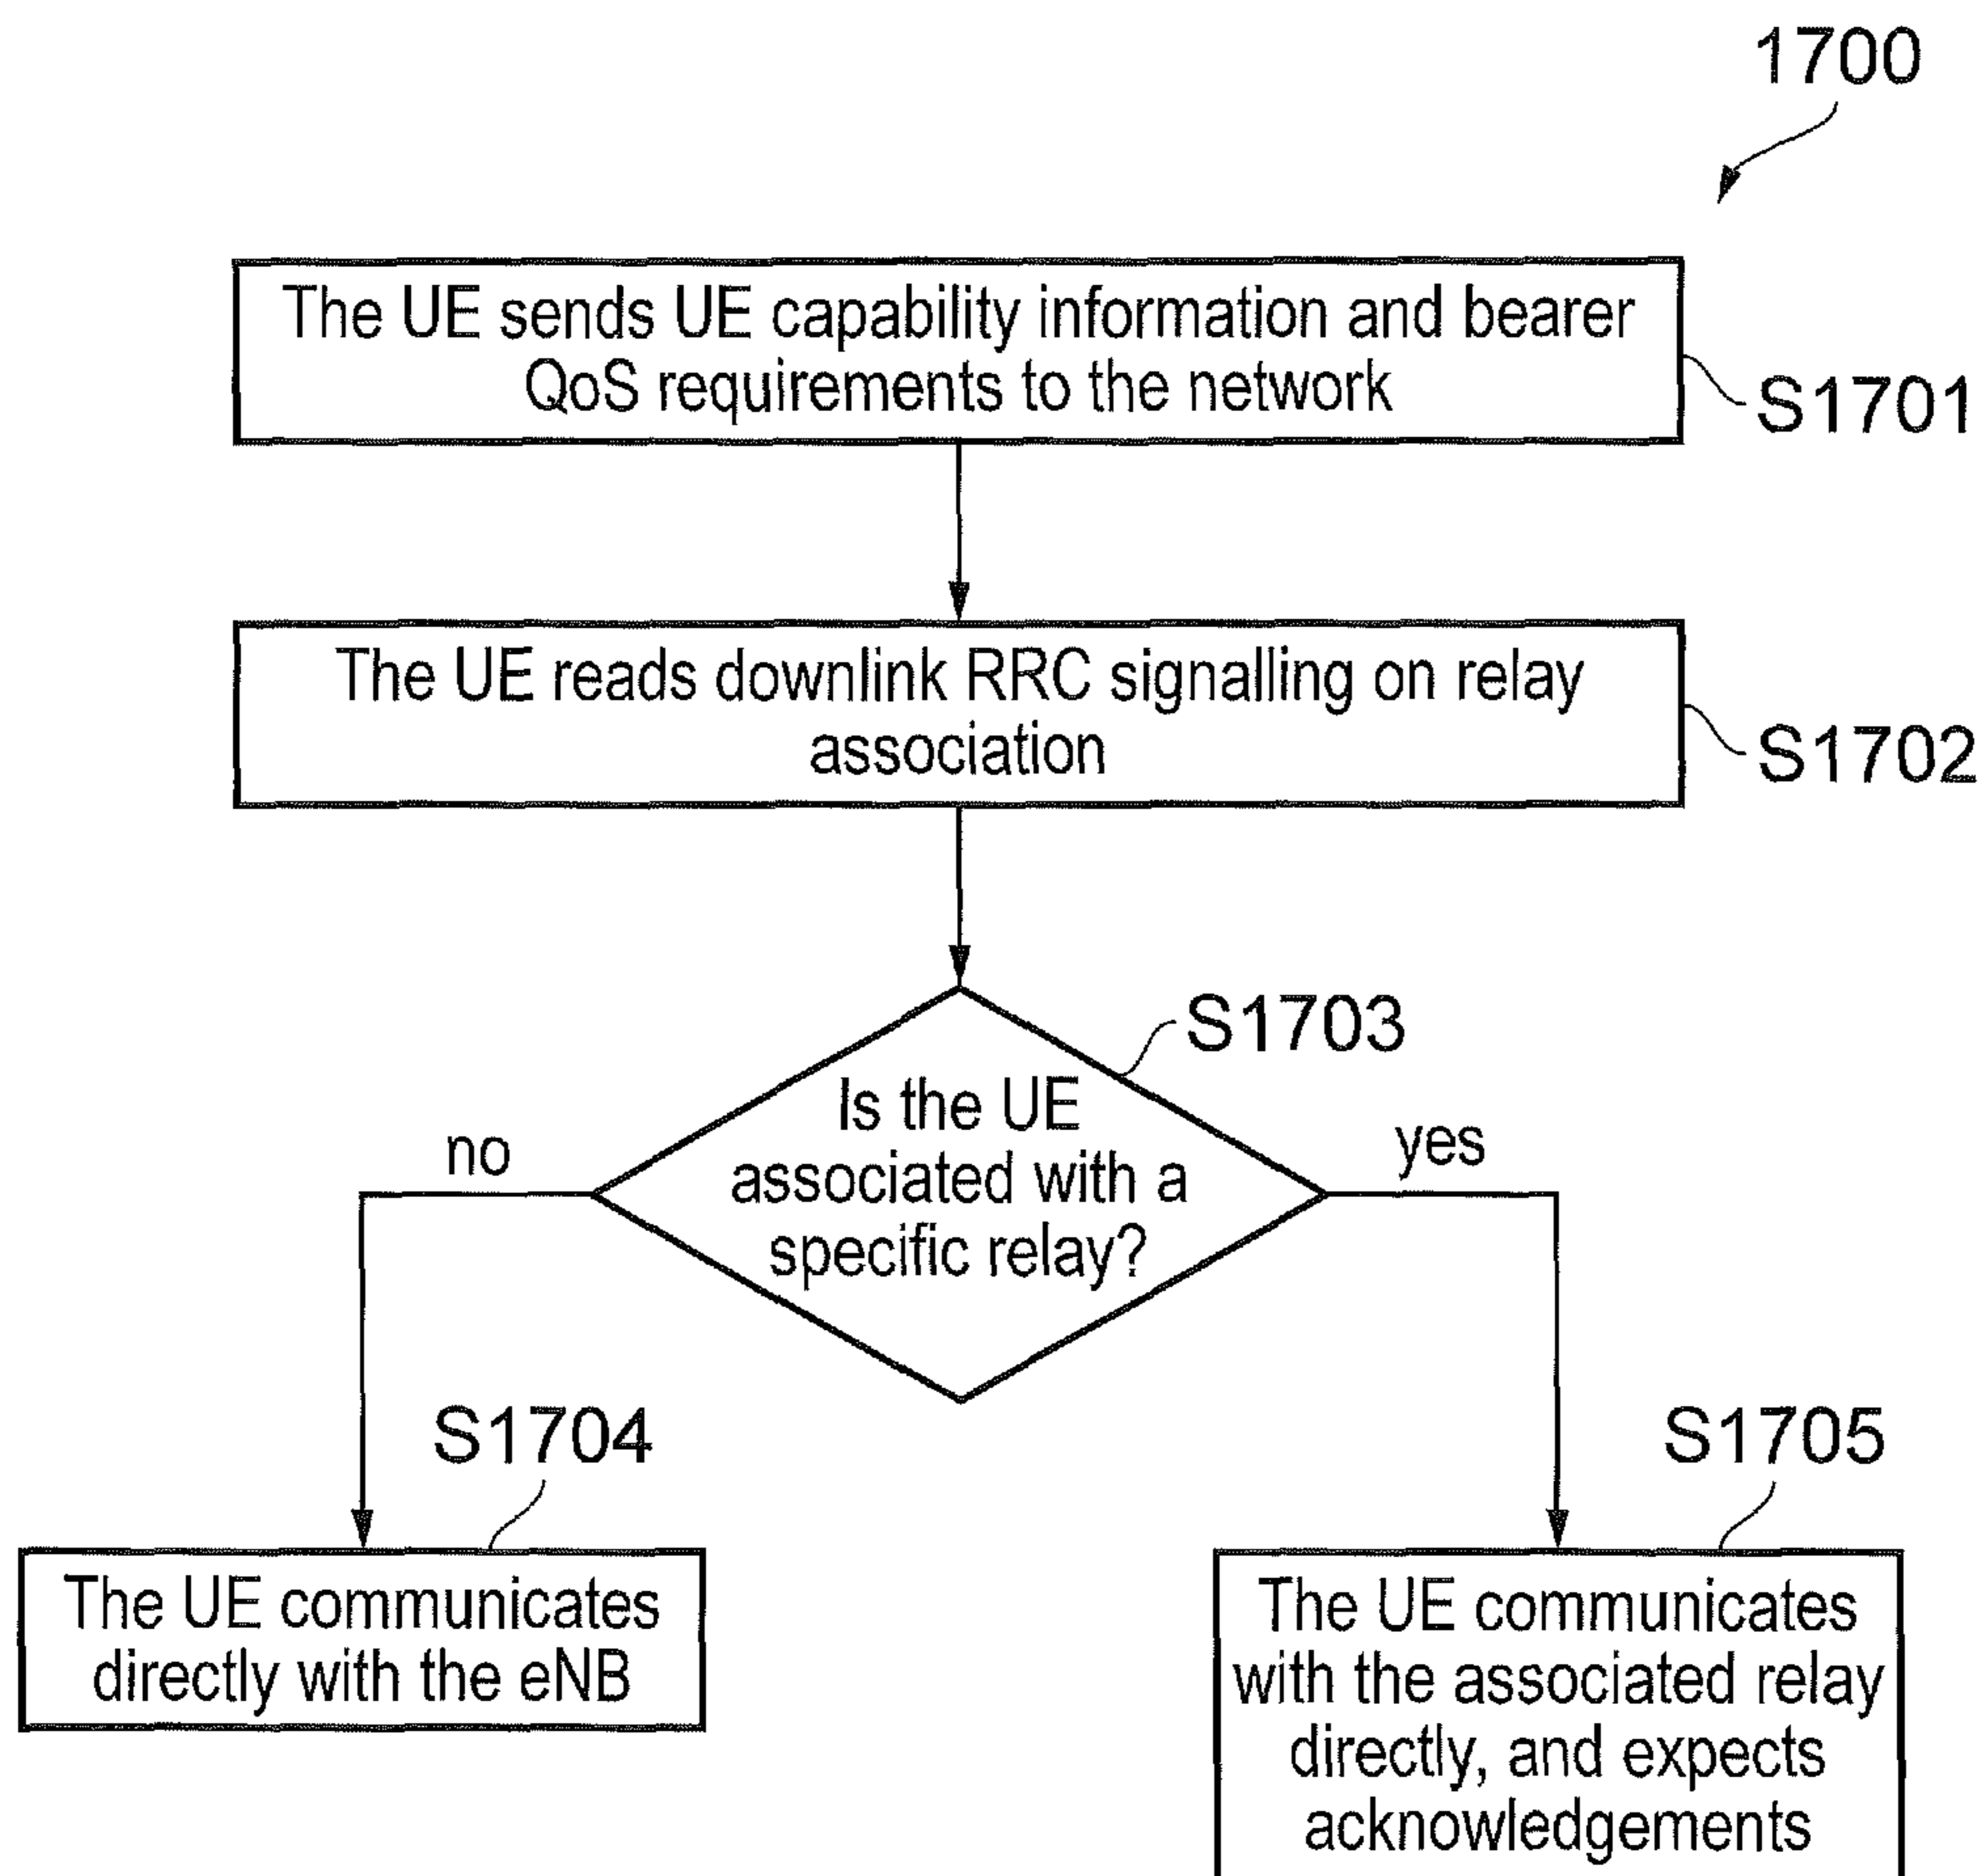 1700
The UE sends UE capability information and bearer
QoS requirements to the network
S1701
The UE reads downlink RRC signalling on relay
association
S1702
S1703
Is the UE
associated with a
specific relay?
no
yes
S1704
S1705
The UE communicates
directly with the eNB
The UE communicates
with the associated relay
directly, and expects
acknowledgements